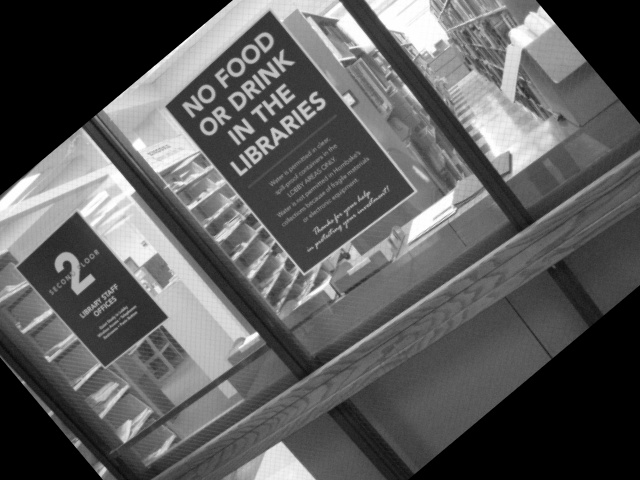 NO FOOD
OR DRINK
IN THE
LIBRARIES
Water is permitted in clear,
spill-proof containers in the
LOBBY AREAS ONLY.
Water is not permitted in Hornbake's
collections because of fragile materials
or electronic equipment.
Thanks for your help
in protecting your investment!
2
SECOND FLOOR
LIBRARY STAFF
OFFICES